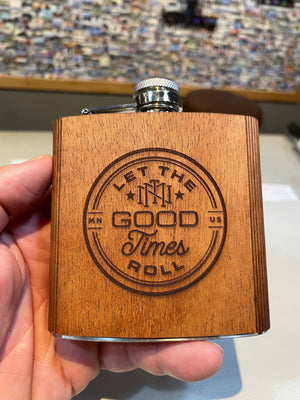 LET THE
GOOD
MN US
Times
ROLL